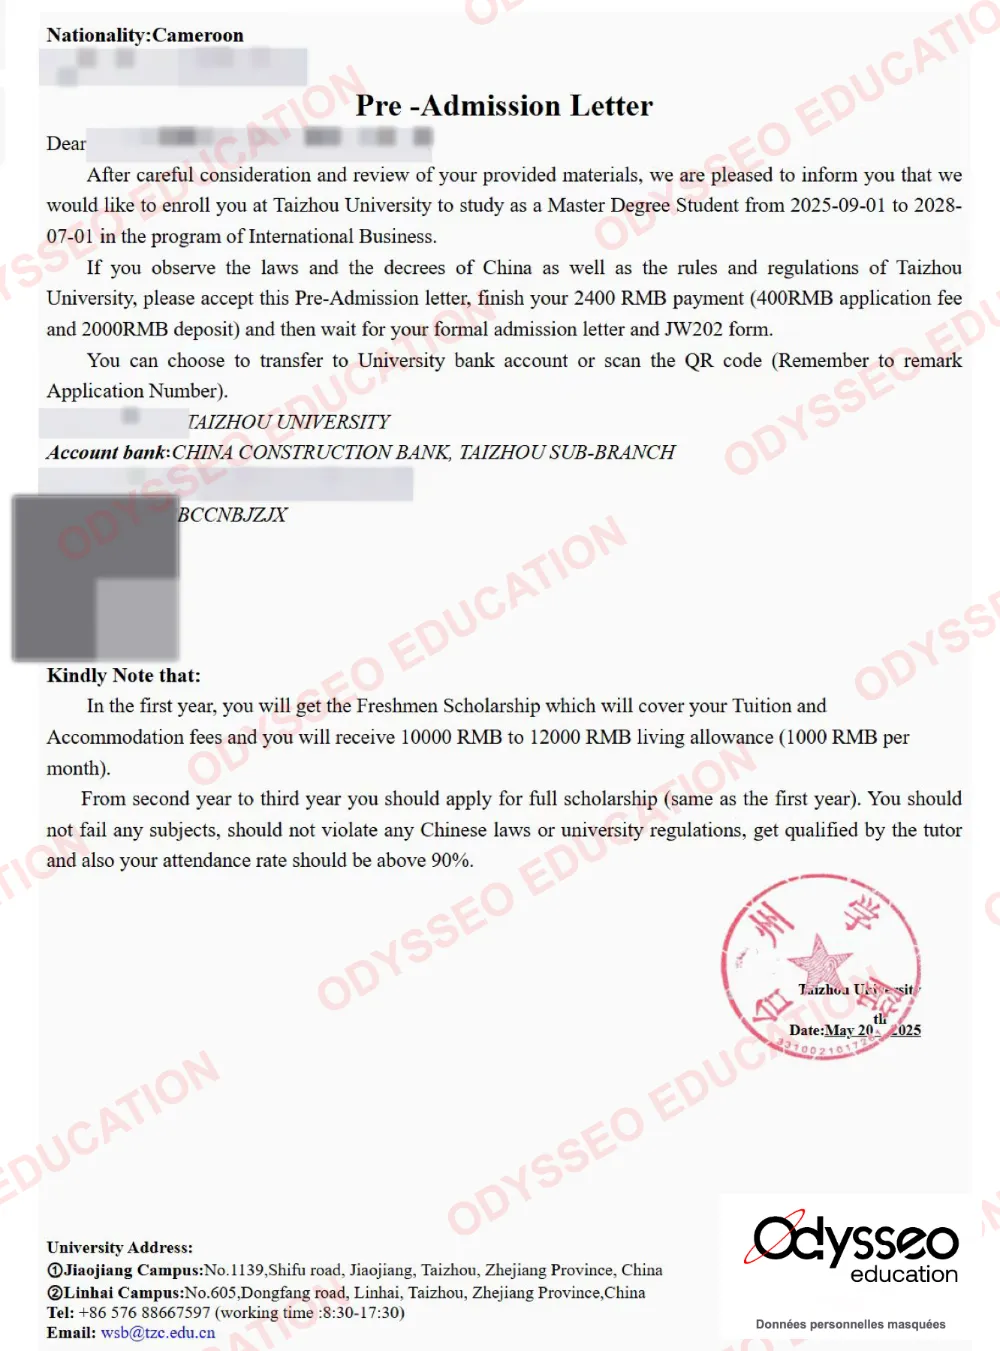 Nationality:Cameroon
Pre -Admission Letter
Dear
After careful consideration and review of your provided materials, we are pleased to inform you that we
would like to enroll you at Taizhou University to study as a Master Degree Student from 2025-09-01 to 2028-
07-01 in the program of International Business.
If you observe the laws and the decrees of China as well as the rules and regulations of Taizhou
University, please accept this Pre-Admission letter, finish your 2400 RMB payment (400RMB application fee
and 2000RMB deposit) and then wait for your formal admission letter and JW202 form.
You can choose to transfer to University bank account or scan the QR code (Remember to remark
Application Number).
TAIZHOU UNIVERSITY
Account bank:CHINA CONSTRUCTION BANK, TAIZHOU SUB-BRANCH
BCCNBJZJX
Kindly Note that:
In the first year, you will get the Freshmen Scholarship which will cover your Tuition and
Accommodation fees and you will receive 10000 RMB to 12000 RMB living allowance (1000 RMB per
month).
From second year to third year you should apply for full scholarship (same as the first year). You should
not fail any subjects, should not violate any Chinese laws or university regulations, get qualified by the tutor
and also your attendance rate should be above 90%.
台州学院
Taizhou University
Date:May 20th 2025
University Address:
①Jiaojiang Campus:No.1139,Shifu road, Jiaojiang, Taizhou, Zhejiang Province, China
②Linhai Campus:No.605,Dongfang road, Linhai, Taizhou, Zhejiang Province,China
Tel: +86 576 88667597 (working time :8:30-17:30)
Email: wsb@tzc.edu.cn
Odysseo
education
Données personnelles masquées
ODYSSEO EDUCATION